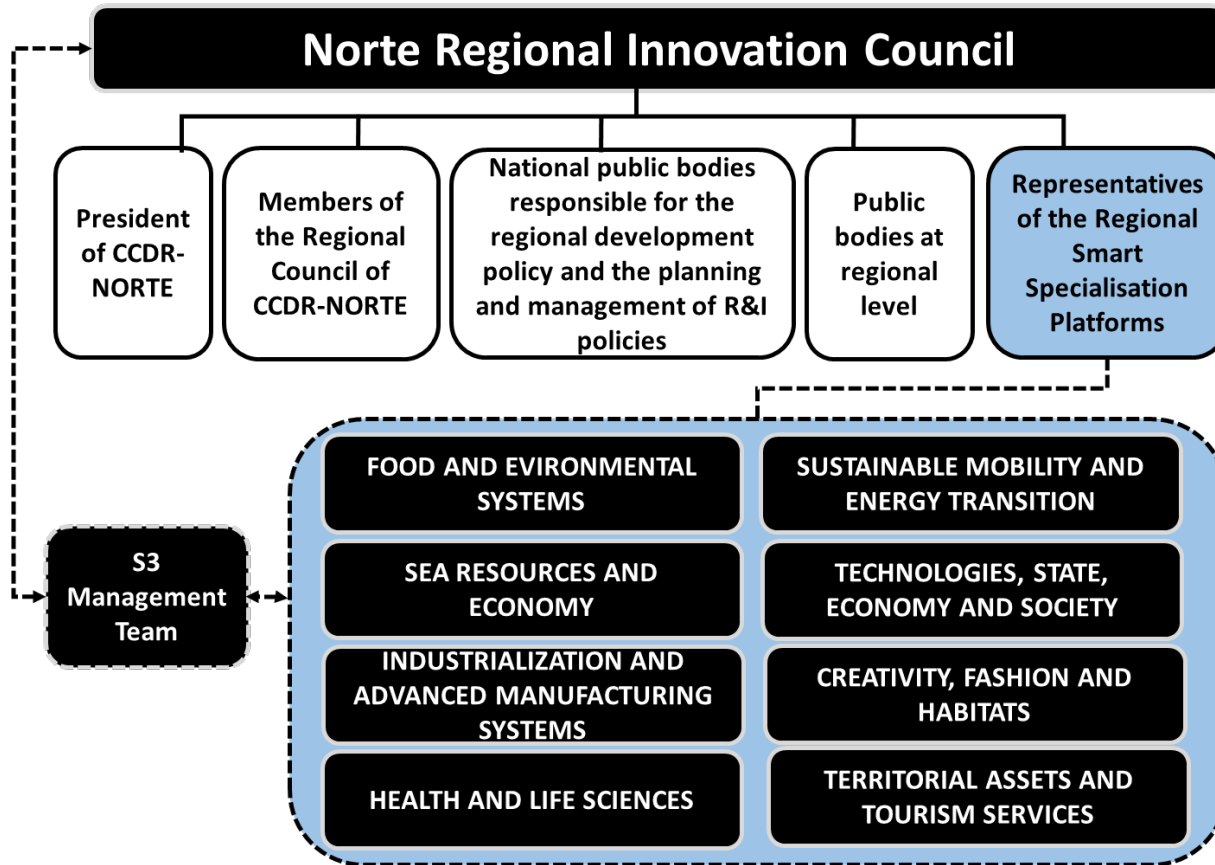 Norte Regional Innovation Council
President
of CCDR-
NORTE
Members of
the Regional
Council of
CCDR-NORTE
National public bodies
responsible for the
regional development
policy and the planning
and management of R&I
policies
Public
bodies at
regional
level
Representatives
of the Regional
Smart
Specialisation
Platforms
S3
Management
Team
FOOD AND EVIRONMENTAL
SYSTEMS
SUSTAINABLE MOBILITY AND
ENERGY TRANSITION
SEA RESOURCES AND
ECONOMY
TECHNOLOGIES, STATE,
ECONOMY AND SOCIETY
INDUSTRIALIZATION AND
ADVANCED MANUFACTURING
SYSTEMS
CREATIVITY, FASHION AND
HABITATS
HEALTH AND LIFE SCIENCES
TERRITORIAL ASSETS AND
TOURISM SERVICES